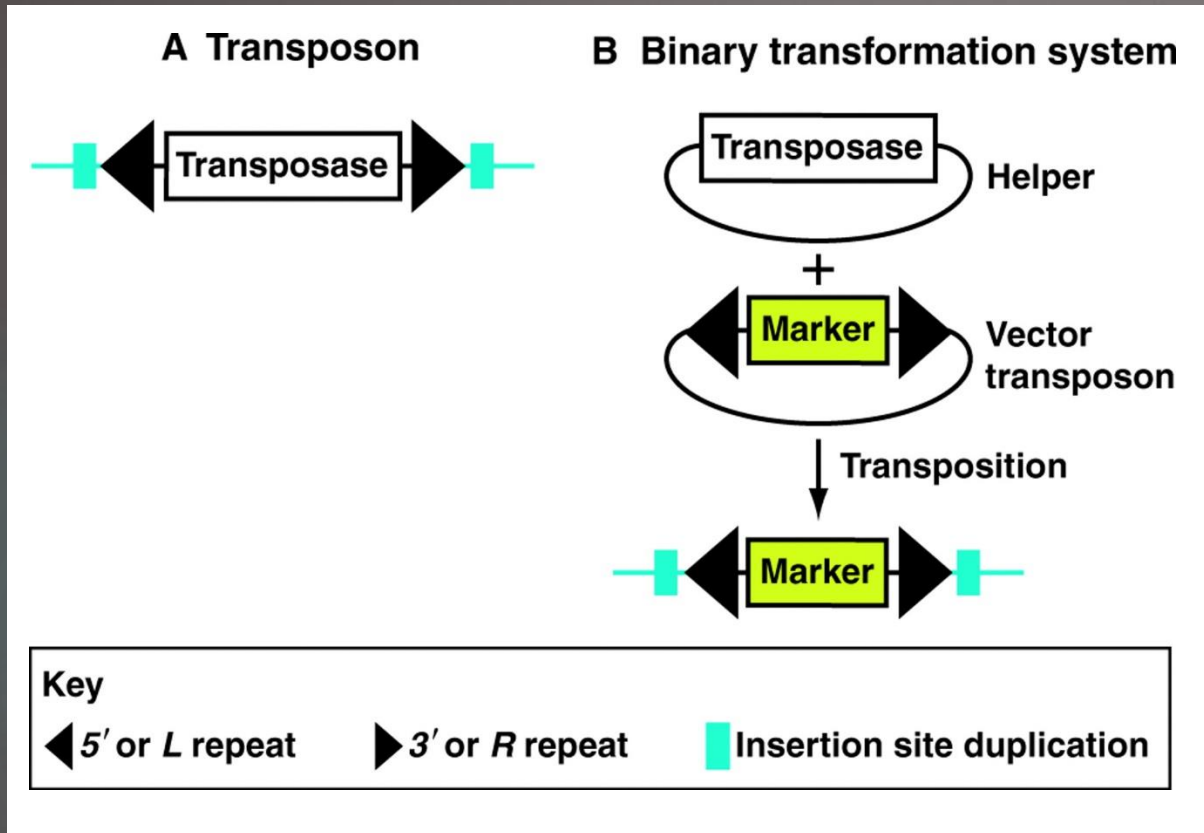 A Transposon
B Binary transformation system
Transposase
Transposase
Helper
+
Marker
Vector
transposon
Transposition
Marker
Key
5' or L repeat
3' or R repeat
Insertion site duplication